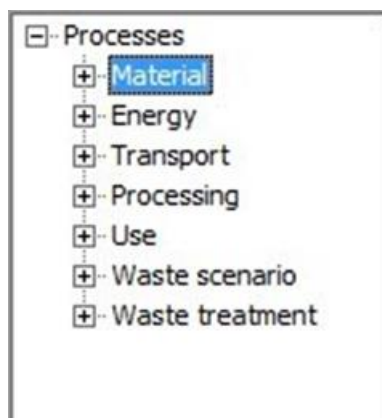 Processes
Material
Energy
Transport
Processing
Use
Waste scenario
Waste treatment